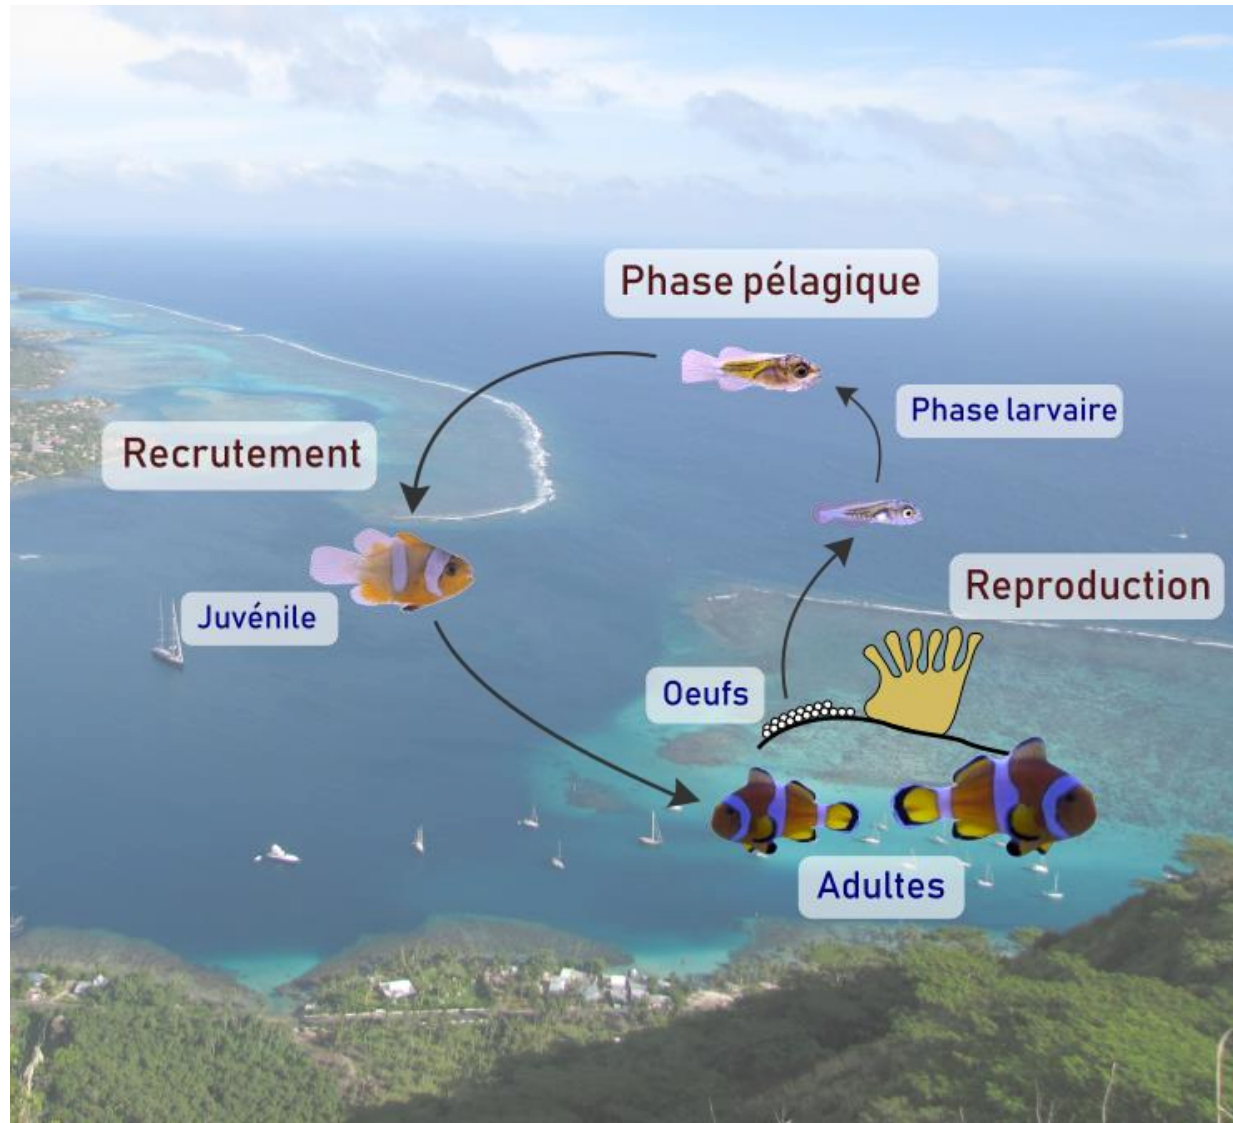 Phase pélagique
Phase larvaire
Recrutement
Reproduction
Juvénile
Oeufs
Adultes